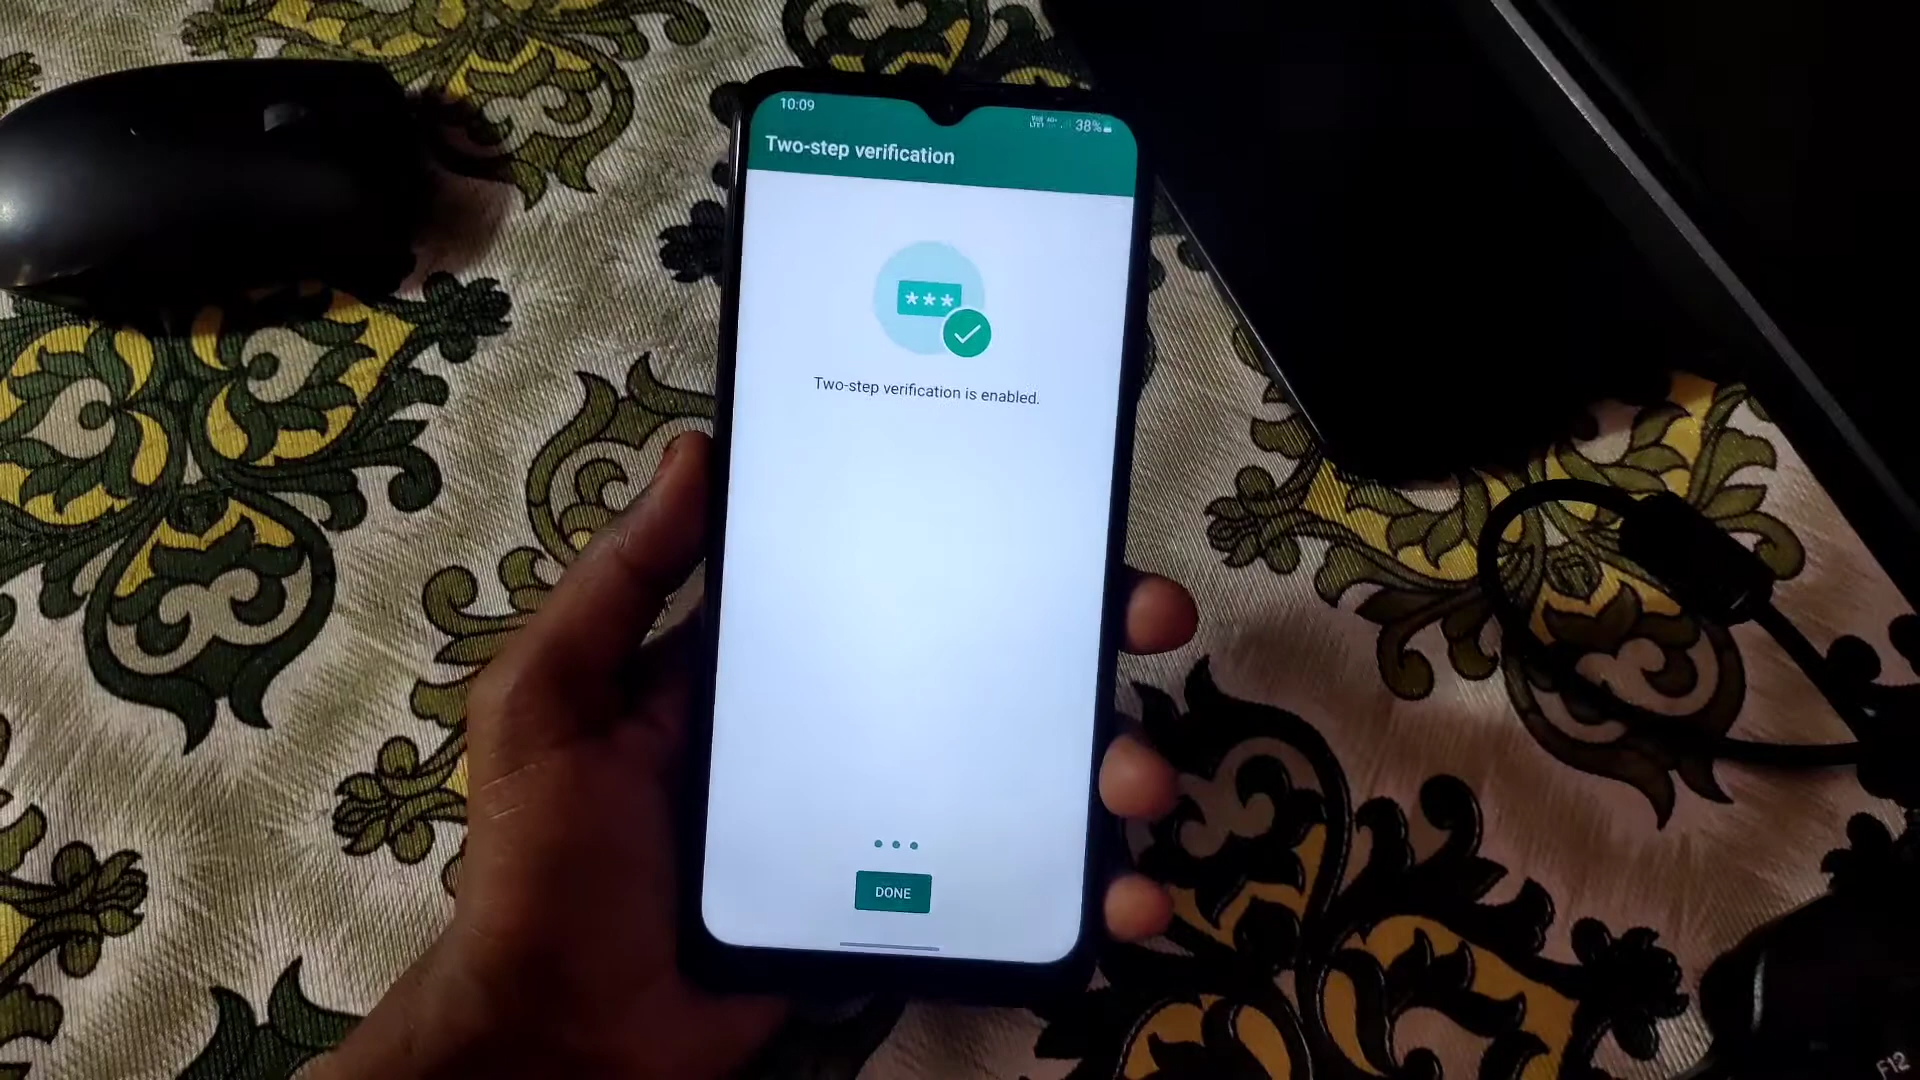 10:09
38%
Two-step verification
***
Two-step verification is enabled.
DONE
F12